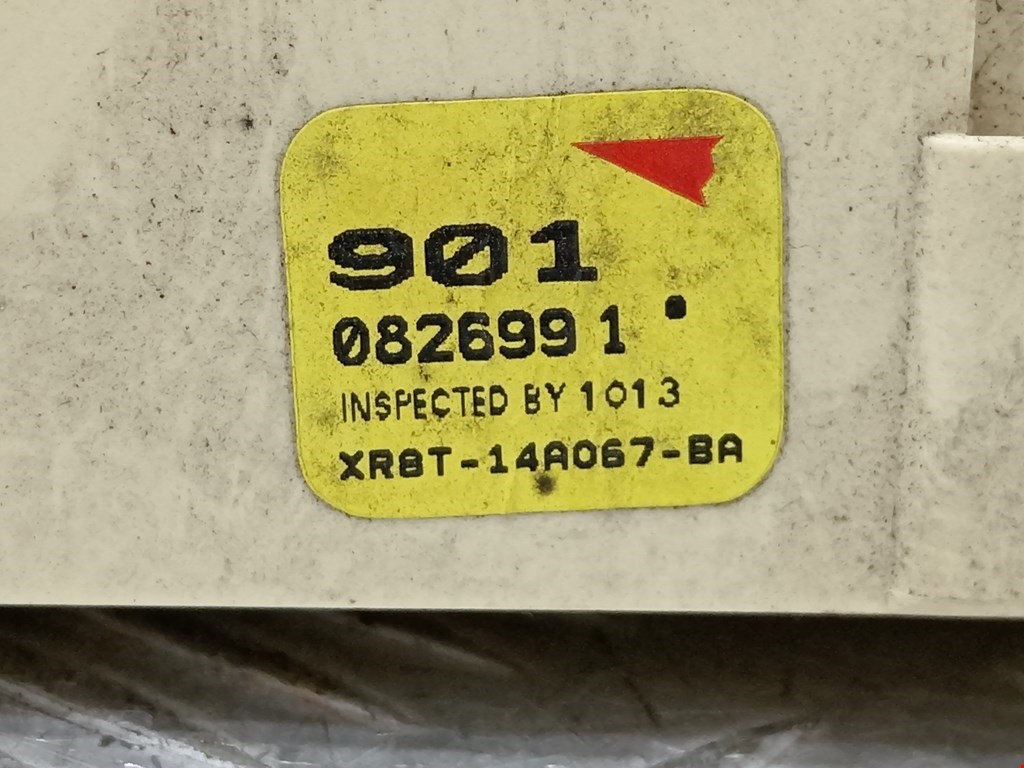 901
0826991
INSPECTED BY 1013
XR8T-14A067-BA